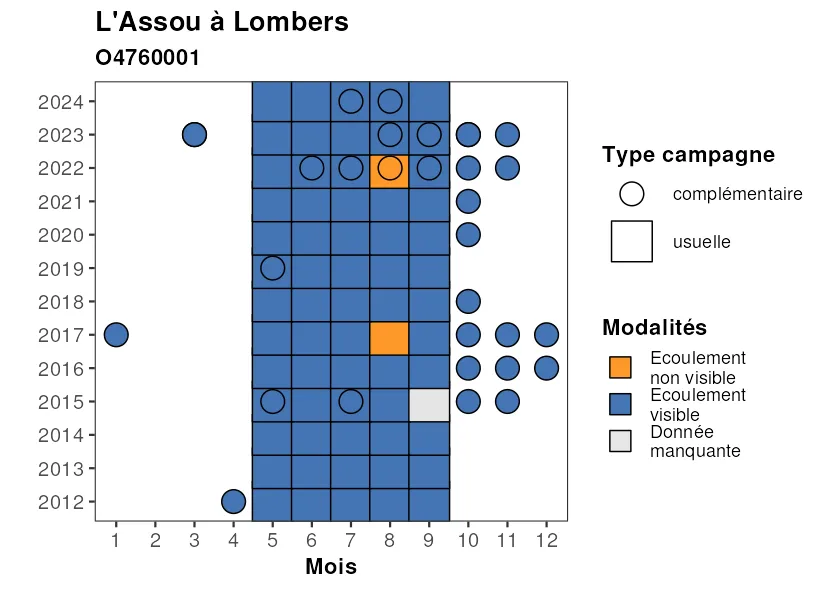 L'Assou à Lombers
O4760001
2024
2023
2022
2021
2020
2019
2018
2017
2016
2015
2014
2013
2012
1 2 3 4 5 6 7 8 9 10 11 12
Mois
Type campagne
complémentaire
usuelle
Modalités
Ecoulement
non visible
Ecoulement
visible
Donnée
manquante